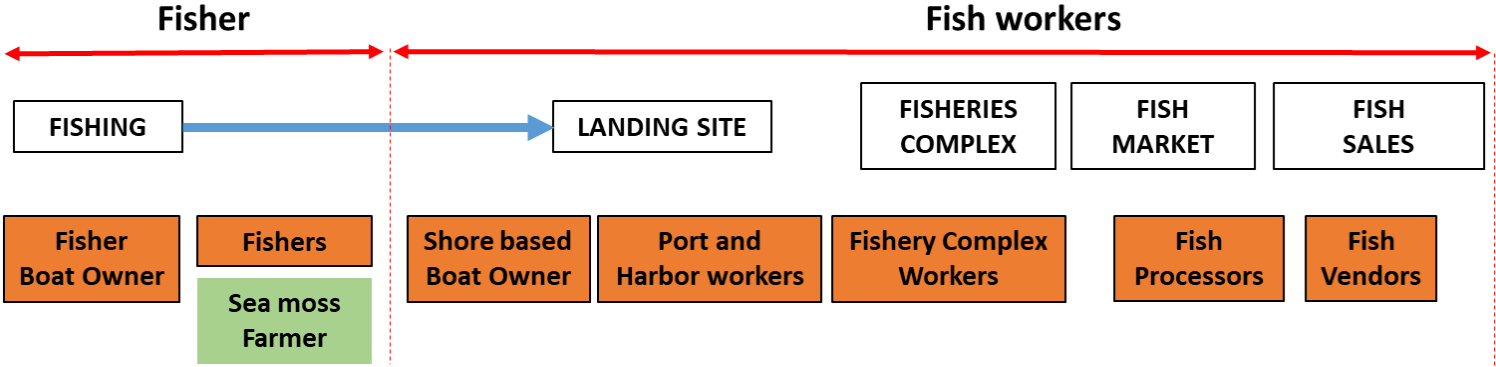 Fisher
Fish workers
FISHING
LANDING SITE
FISHERIES
COMPLEX
FISH
MARKET
FISH
SALES
Fisher
Boat Owner
Fishers
Sea moss
Farmer
Shore based
Boat Owner
Port and
Harbor workers
Fishery Complex
Workers
Fish
Processors
Fish
Vendors